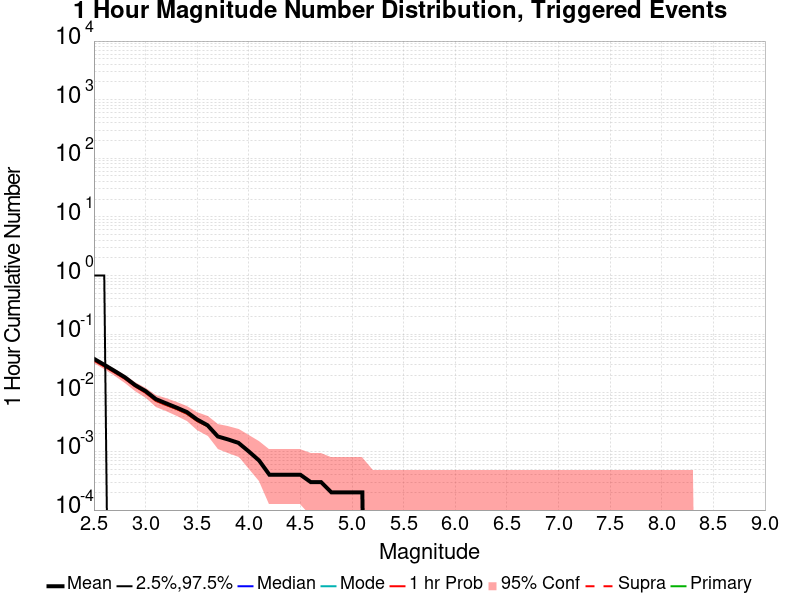 1 Hour Magnitude Number Distribution, Triggered Events
1 Hour Cumulative Number
10^4
10^3
10^2
10^1
10^0
10^-1
10^-2
10^-3
10^-4
2.5 3.0 3.5 4.0 4.5 5.0 5.5 6.0 6.5 7.0 7.5 8.0 8.5 9.0
Magnitude
Mean 2.5%,97.5% Median Mode 1 hr Prob 95% Conf Supra Primary